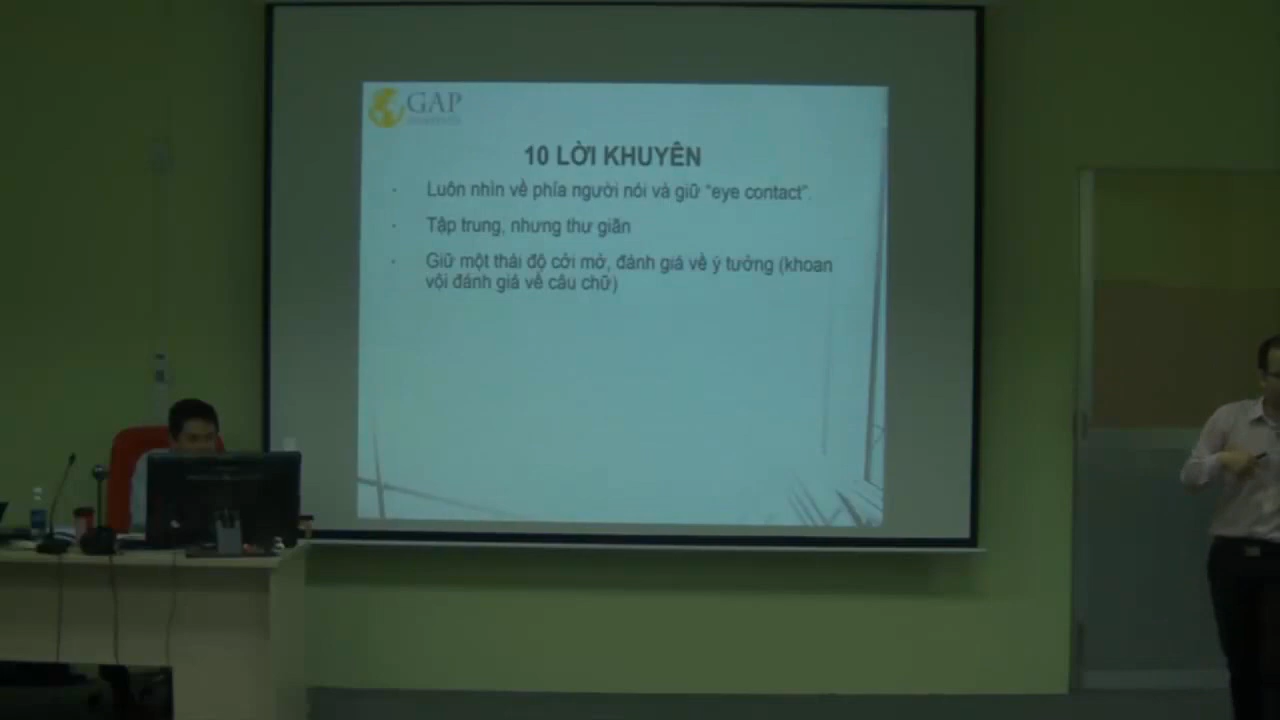 GAP
10 LỜI KHUYÊN
Luôn nhìn về phía người nói và giữ “eye contact”.
Tập trung, nhưng thư giãn
Giữ một thái độ cởi mở, đánh giá về ý tưởng (khoan
vội đánh giá về câu chữ)